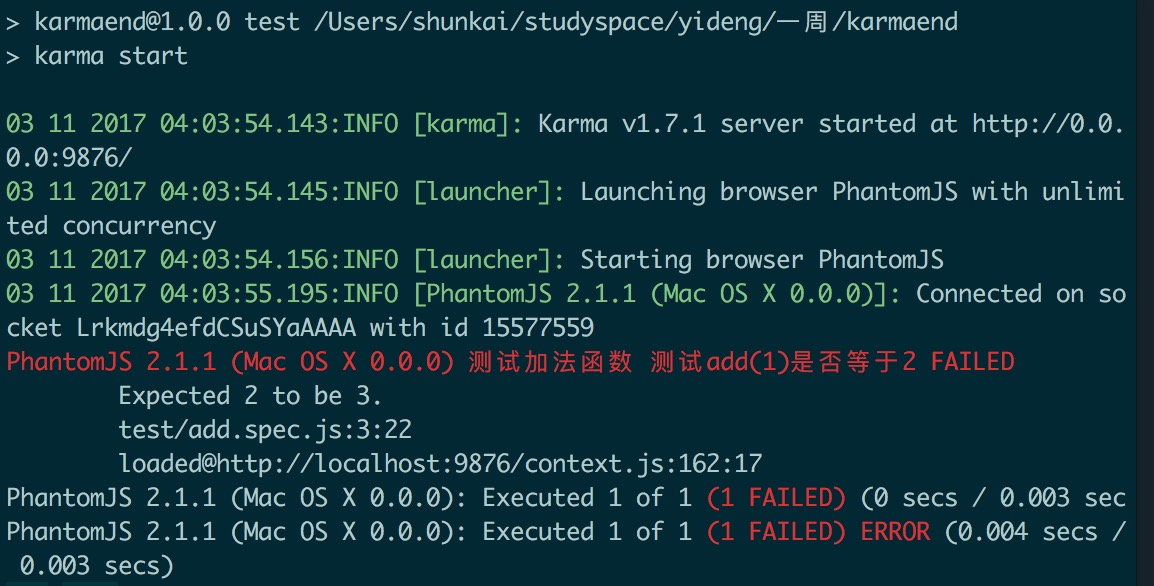 > karmaend@1.0.0 test /Users/shunkai/studyspace/yideng/一周/karmaend
> karma start
03 11 2017 04:03:54.143:INFO [karma]: Karma v1.7.1 server started at http://0.0.
0.0:9876/
03 11 2017 04:03:54.145:INFO [launcher]: Launching browser PhantomJS with unlimi
ted concurrency
03 11 2017 04:03:54.156:INFO [launcher]: Starting browser PhantomJS
03 11 2017 04:03:55.195:INFO [PhantomJS 2.1.1 (Mac OS X 0.0.0)]: Connected on so
cket Lrkmdg4efdCSuSYaAAAA with id 15577559
PhantomJS 2.1.1 (Mac OS X 0.0.0) 测试加法函数 测试add(1)是否等于2 FAILED
Expected 2 to be 3.
test/add.spec.js:3:22
loaded@http://localhost:9876/context.js:162:17
PhantomJS 2.1.1 (Mac OS X 0.0.0): Executed 1 of 1 (1 FAILED) (0 secs / 0.003 sec
PhantomJS 2.1.1 (Mac OS X 0.0.0): Executed 1 of 1 (1 FAILED) ERROR (0.004 secs /
0.003 secs)